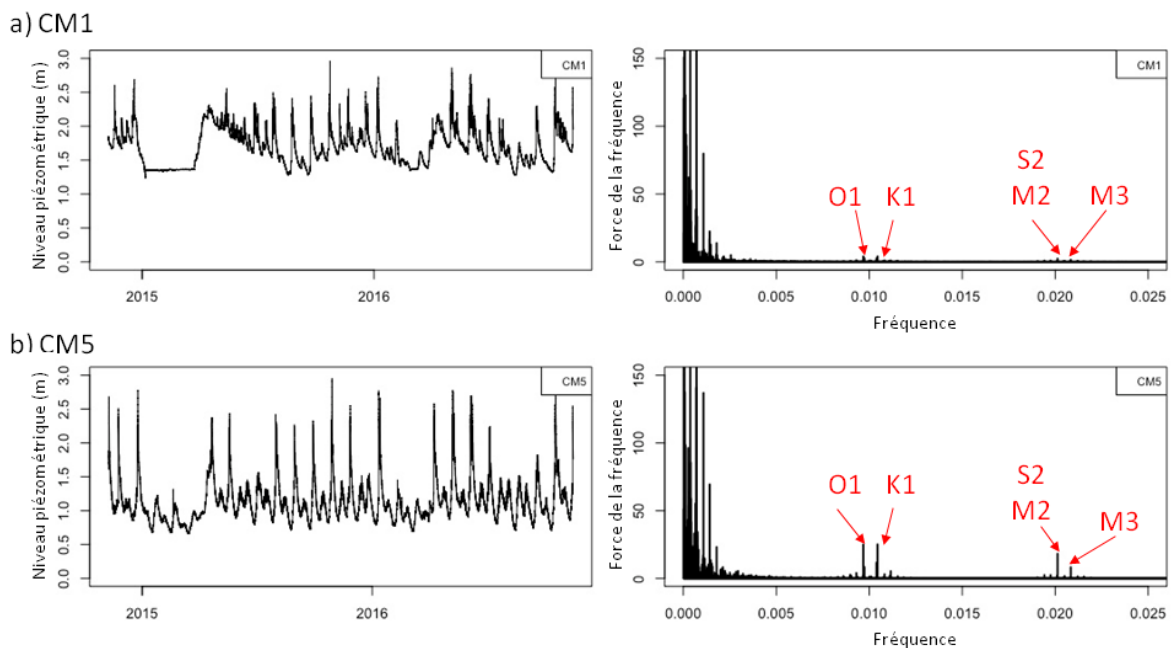 a) CM1
Niveau piézométrique (m)
3.0
2.5
2.0
1.5
1.0
0.5
0.0
CM1
2015
2016
Force de la fréquence
150
100
50
0
CM1
S2
O1 K1 M2 M3
0.000 0.005 0.010 0.015 0.020 0.025
Fréquence
b) CM5
Niveau piézométrique (m)
3.0
2.5
2.0
1.5
1.0
0.5
0.0
CM5
2015
2016
Force de la fréquence
150
100
50
0
CM5
S2
O1 K1 M2 M3
0.000 0.005 0.010 0.015 0.020 0.025
Fréquence